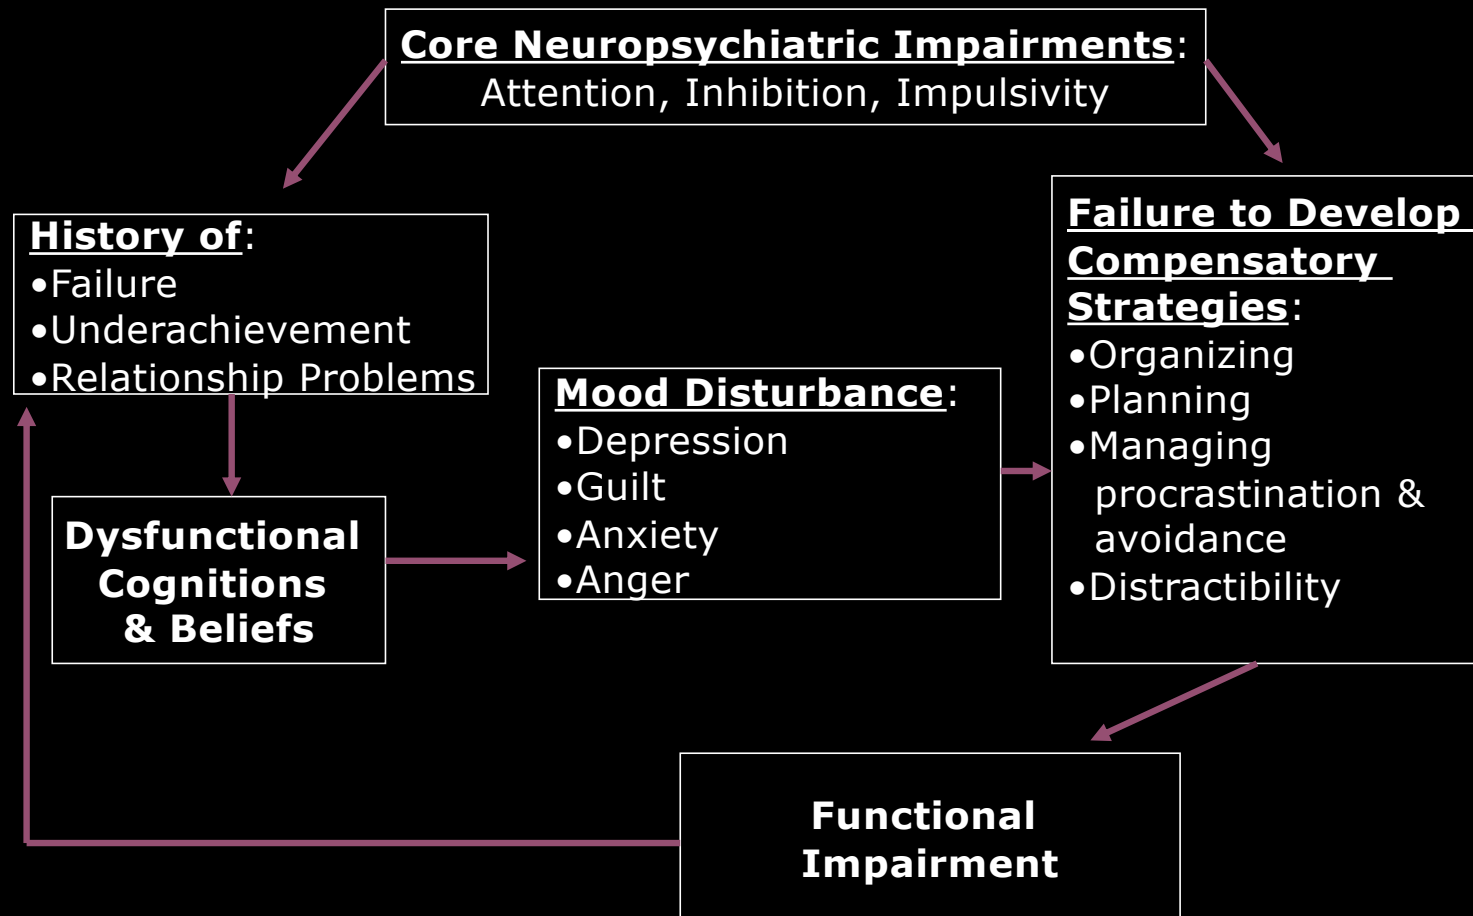 Core Neuropsychiatric Impairments:
Attention, Inhibition, Impulsivity
History of:
•Failure
•Underachievement
•Relationship Problems
Dysfunctional
Cognitions
& Beliefs
Mood Disturbance:
•Depression
•Guilt
•Anxiety
•Anger
Failure to Develop
Compensatory
Strategies:
•Organizing
•Planning
•Managing
procrastination &
avoidance
•Distractibility
Functional
Impairment